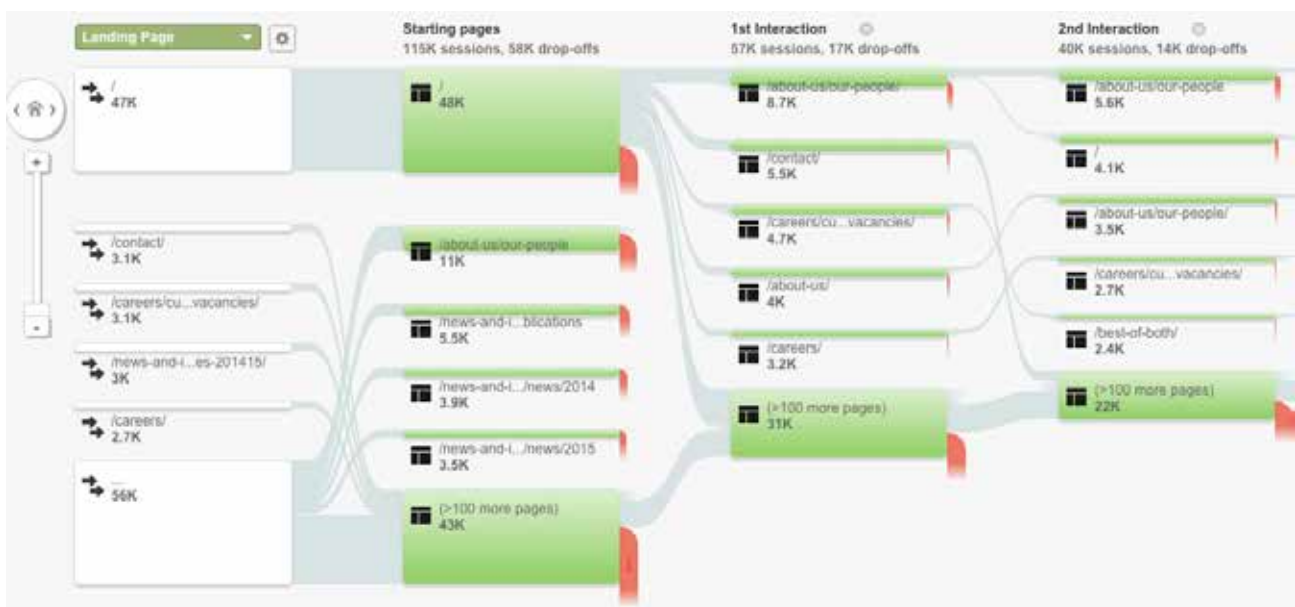 Landing Page
/
47K
/contact/
3.1K
/careers/cu...vacancies/
3.1K
/news-and-i...es-201415/
3K
/careers/
2.7K
...
56K
Starting pages
115K sessions, 58K drop-offs
/
48K
/about-us/our-people
11K
/news-and-i...blications
5.5K
/news-and-i.../news/2014
3.9K
/news-and-i.../news/2015
3.5K
(>100 more pages)
43K
1st Interaction
57K sessions, 17K drop-offs
/about-us/our-people/
8.7K
/contact/
5.5K
/careers/cu...vacancies/
4.7K
/about-us/
4K
/careers/
3.2K
(>100 more pages)
31K
2nd Interaction
40K sessions, 14K drop-offs
/about-us/our-people
5.6K
/
4.1K
/about-us/our-people/
3.5K
/careers/cu...vacancies/
2.7K
/best-of-both/
2.4K
(>100 more pages)
22K